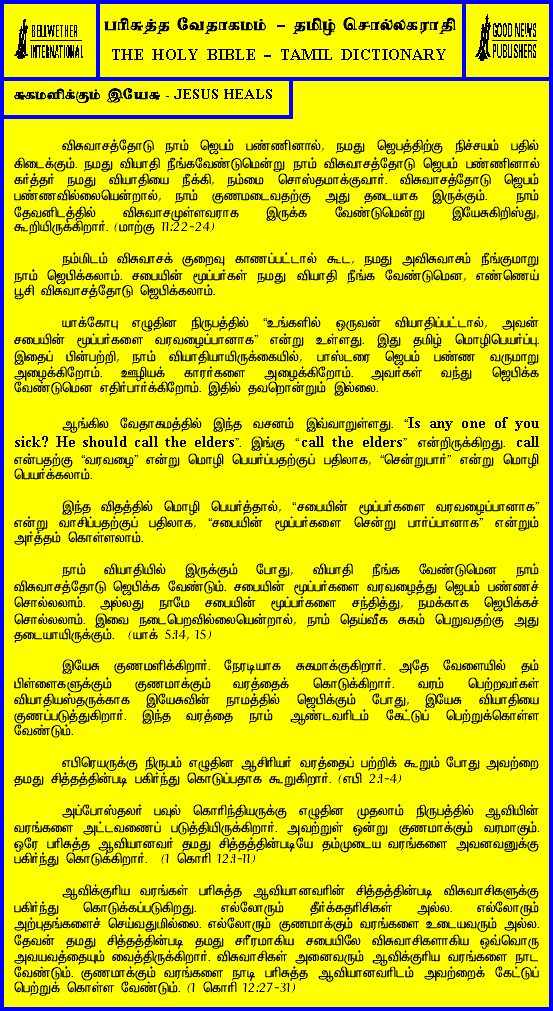 BELLWETHER
INTERNATIONAL
பரிசுத்த வேதாகமம் – தமிழ் சொல்லகராதி
THE HOLY BIBLE – TAMIL DICTIONARY
GOOD NEWS
PUBLISHERS
சுகமளிக்கும் இயேசு - JESUS HEALS
விசுவாசத்தோடு நாம் ஜெபம் பண்ணினால், நமது ஜெபத்திற்கு நிச்சயம் பதில்
கிடைக்கும். நமது வியாதி நீங்கவேண்டுமென்று நாம் விசுவாசத்தோடு ஜெபம் பண்ணினால்
கர்த்தர் நமது வியாதியை நீக்கி, நம்மை சொஸ்தமாக்குவார். விசுவாசத்தோடு ஜெபம்
பண்ணவில்லையென்றால், நாம் குணமடைவதற்கு அது தடையாக இருக்கும். நாம்
தேவனிடத்தில் விசுவாசமுள்ளவராக இருக்க வேண்டுமென்று இயேசுகிறிஸ்து,
கூறியிருக்கிறார். (மாற்கு 11:22-24)
நம்மிடம் விசுவாசக் குறைவு காணப்பட்டால் கூட, நமது அவிசுவாசம் நீங்குமாறு
நாம் ஜெபிக்கலாம். சபையின் மூப்பர்கள் நமது வியாதி நீங்க வேண்டுமென, எண்ணெய்
பூசி விசுவாசத்தோடு ஜெபிக்கலாம்.
யாக்கோபு எழுதின நிருபத்தில் “உங்களில் ஒருவன் வியாதிப்பட்டால், அவன்
சபையின் மூப்பர்களை வரவழைப்பானாக” என்று உள்ளது. இது தமிழ் மொழிபெயர்ப்பு.
இதைப் பின்பற்றி, நாம் வியாதியாயிருக்கையில், பாஸ்டரை ஜெபம் பண்ண வருமாறு
அழைக்கிறோம். ஊழியக் காரர்களை அழைக்கிறோம். அவர்கள் வந்து ஜெபிக்க
வேண்டுமென எதிர்பார்க்கிறோம். இதில் தவறொன்றும் இல்லை.
ஆங்கில வேதாகமத்தில் இந்த வசனம் இவ்வாறுள்ளது. “Is any one of you
sick? He should call the elders”. இங்கு “call the elders” என்றிருக்கிறது. call
என்பதற்கு “வரவழை” என்று மொழி பெயர்ப்பதற்குப் பதிலாக, “சென்றுபார்” என்று மொழி
பெயர்க்கலாம்.
இந்த விதத்தில் மொழி பெயர்த்தால், “சபையின் மூப்பர்களை வரவழைப்பானாக”
என்று வாசிப்பதற்குப் பதிலாக, “சபையின் மூப்பர்களை சென்று பார்ப்பானாக” என்றும்
அர்த்தம் கொள்ளலாம்.
நாம் வியாதியில் இருக்கும் போது, வியாதி நீங்க வேண்டுமென நாம்
விசுவாசத்தோடு ஜெபிக்க வேண்டும். சபையின் மூப்பர்களை வரவழைத்து ஜெபம் பண்ணச்
சொல்லலாம். அல்லது நாமே சபையின் மூப்பர்களை சந்தித்து, நமக்காக ஜெபிக்கச்
சொல்லலாம். இவை நடைபெறவில்லையென்றால், நாம் தெய்வீக சுகம் பெறுவதற்கு அது
தடையாயிருக்கும். (யாக் 5:14, 15)
இயேசு குணமளிக்கிறார். நேரடியாக சுகமாக்குகிறார். அதே வேளையில் தம்
பிள்ளைகளுக்கும் குணமாக்கும் வரத்தைக் கொடுக்கிறார். வரம் பெற்றவர்கள்
வியாதியஸ்தருக்காக இயேசுவின் நாமத்தில் ஜெபிக்கும் போது, இயேசு வியாதியை
குணப்படுத்துகிறார். இந்த வரத்தை நாம் ஆண்டவரிடம் கேட்டுப் பெற்றுக்கொள்ள
வேண்டும்.
எபிரெயருக்கு நிருபம் எழுதின ஆசிரியர் வரத்தைப் பற்றிக் கூறும் போது அவற்றை
தமது சித்தத்தின்படி பகிர்ந்து கொடுப்பதாக கூறுகிறார். (எபி 2:1-4)
அப்போஸ்தலர் பவுல் கொரிந்தியருக்கு எழுதின முதலாம் நிருபத்தில் ஆவியின்
வரங்களை அட்டவணைப் படுத்தியிருக்கிறார். அவற்றுள் ஒன்று குணமாக்கும் வரமாகும்.
ஒரே பரிசுத்த ஆவியானவர் தமது சித்தத்தின்படியே தம்முடைய வரங்களை அவனவனுக்கு
பகிர்ந்து கொடுக்கிறார். (1 கொரி 12:1-11)
ஆவிக்குரிய வரங்கள் பரிசுத்த ஆவியானவரின் சித்தத்தின்படி விசுவாசிகளுக்கு
பகிர்ந்து கொடுக்கப்படுகிறது. எல்லோரும் தீர்க்கதரிசிகள் அல்ல. எல்லோரும்
அற்புதங்களைச் செய்வதுமில்லை. எல்லோரும் குணமாக்கும் வரங்களை உடையவரும் அல்ல.
தேவன் தமது சித்தத்தின்படி தமது சரீரமாகிய சபையிலே விசுவாசிகளாகிய ஒவ்வொரு
அவயவத்தையும் வைத்திருக்கிறார். விசுவாசிகள் அனைவரும் ஆவிக்குரிய வரங்களை நாட
வேண்டும். குணமாக்கும் வரங்களை நாடி பரிசுத்த ஆவியானவரிடம் அவற்றைக் கேட்டுப்
பெற்றுக் கொள்ள வேண்டும். (1 கொரி 12:27-31)